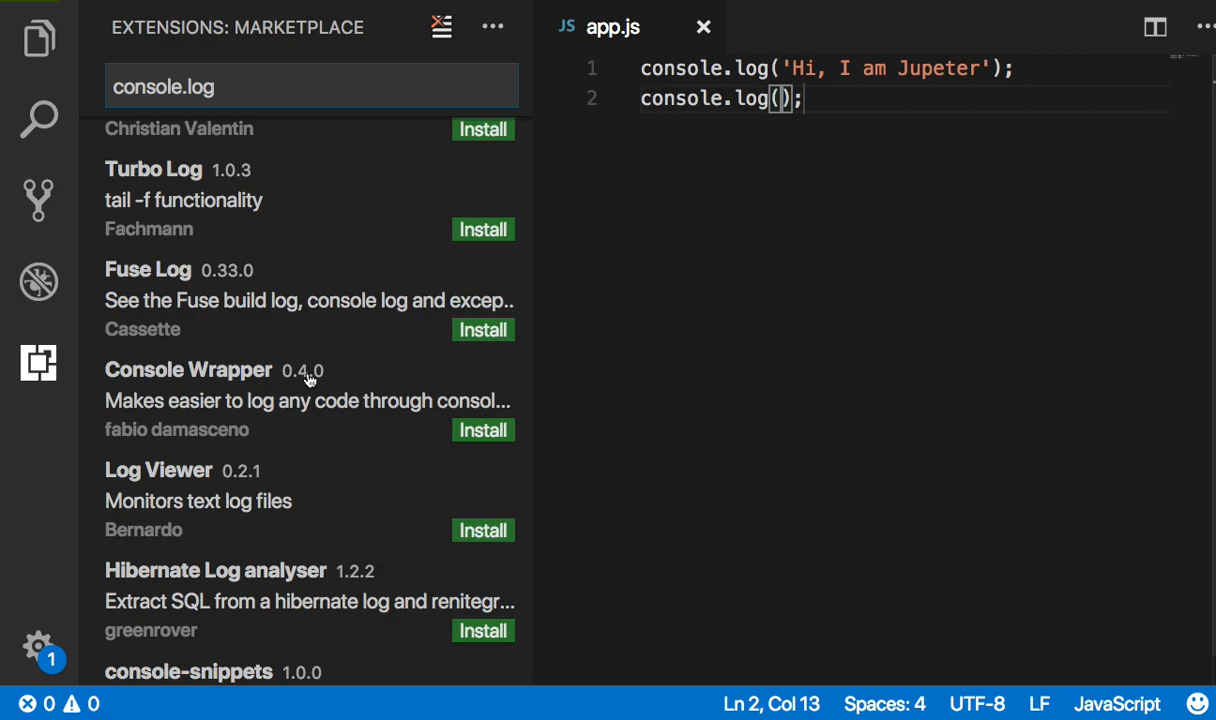 EXTENSIONS: MARKETPLACE
console.log
Christian Valentin
Install
Turbo Log 1.0.3
tail -f functionality
Fachmann
Install
Fuse Log 0.33.0
See the Fuse build log, console log and excep..
Cassette
Install
Console Wrapper 0.4.0
Makes easier to log any code through consol...
fabio damasceno
Install
Log Viewer 0.2.1
Monitors text log files
Bernardo
Install
Hibernate Log analyser 1.2.2
Extract SQL from a hibernate log and renitegr...
greenrover
Install
console-snippets 1.0.0
1
JS app.js
1 console.log('Hi, I am Jupeter');
2 console.log();
0 0
Ln 2, Col 13 Spaces: 4 UTF-8 LF JavaScript